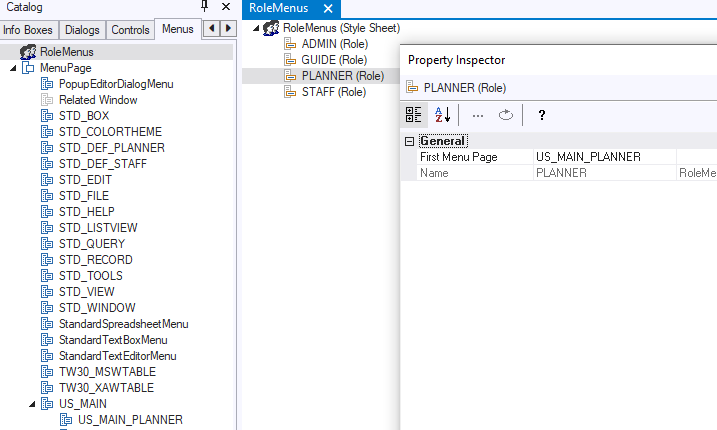 Catalog
Info Boxes
Dialogs
Controls
Menus
RoleMenus
MenuPage
PopupEditorDialogMenu
Related Window
STD_BOX
STD_COLORTHEME
STD_DEF_PLANNER
STD_DEF_STAFF
STD_EDIT
STD_FILE
STD_HELP
STD_LISTVIEW
STD_QUERY
STD_RECORD
STD_TOOLS
STD_VIEW
STD_WINDOW
StandardSpreadsheetMenu
StandardTextBoxMenu
StandardTextEditorMenu
TW30_MSWTABLE
TW30_XAWTABLE
US_MAIN
US_MAIN_PLANNER
RoleMenus
RoleMenus (Style Sheet)
ADMIN (Role)
GUIDE (Role)
PLANNER (Role)
STAFF (Role)
Property Inspector
PLANNER (Role)
A
Z
?
General
First Menu Page US_MAIN_PLANNER
Name PLANNER RoleMe